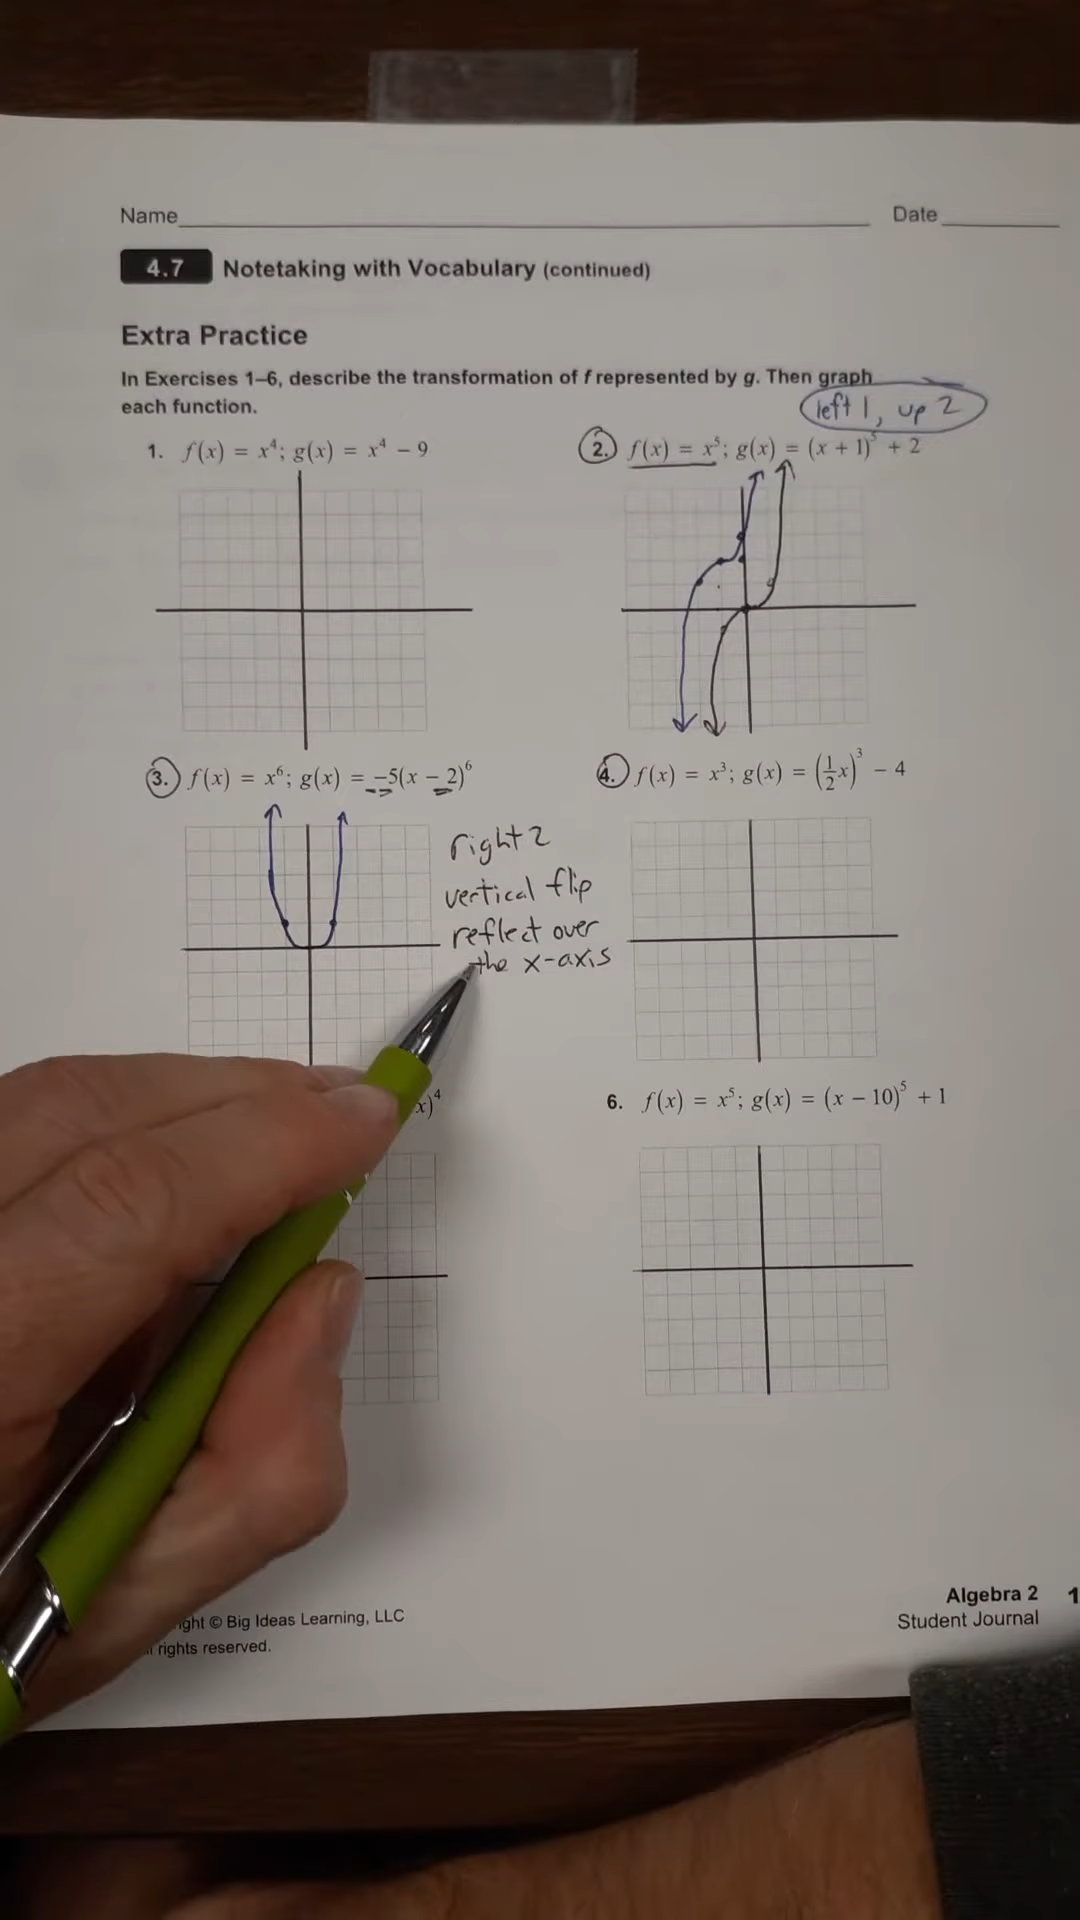 Name Date
4.7 Notetaking with Vocabulary (continued)
Extra Practice
In Exercises 1–6, describe the transformation of f represented by g. Then graph
each function.
left 1, up 2
1. f(x) = x⁴; g(x) = x⁴ − 9
2. f(x) = x⁵; g(x) = (x + 1)⁵ + 2
3. f(x) = x⁶; g(x) = −5(x − 2)⁶
4. f(x) = x³; g(x) = (1/2 x)³ − 4
right 2
vertical flip
reflect over
the x-axis
x)⁴
6. f(x) = x⁵; g(x) = (x − 10)⁵ + 1
ght © Big Ideas Learning, LLC
rights reserved.
Algebra 2
Student Journal